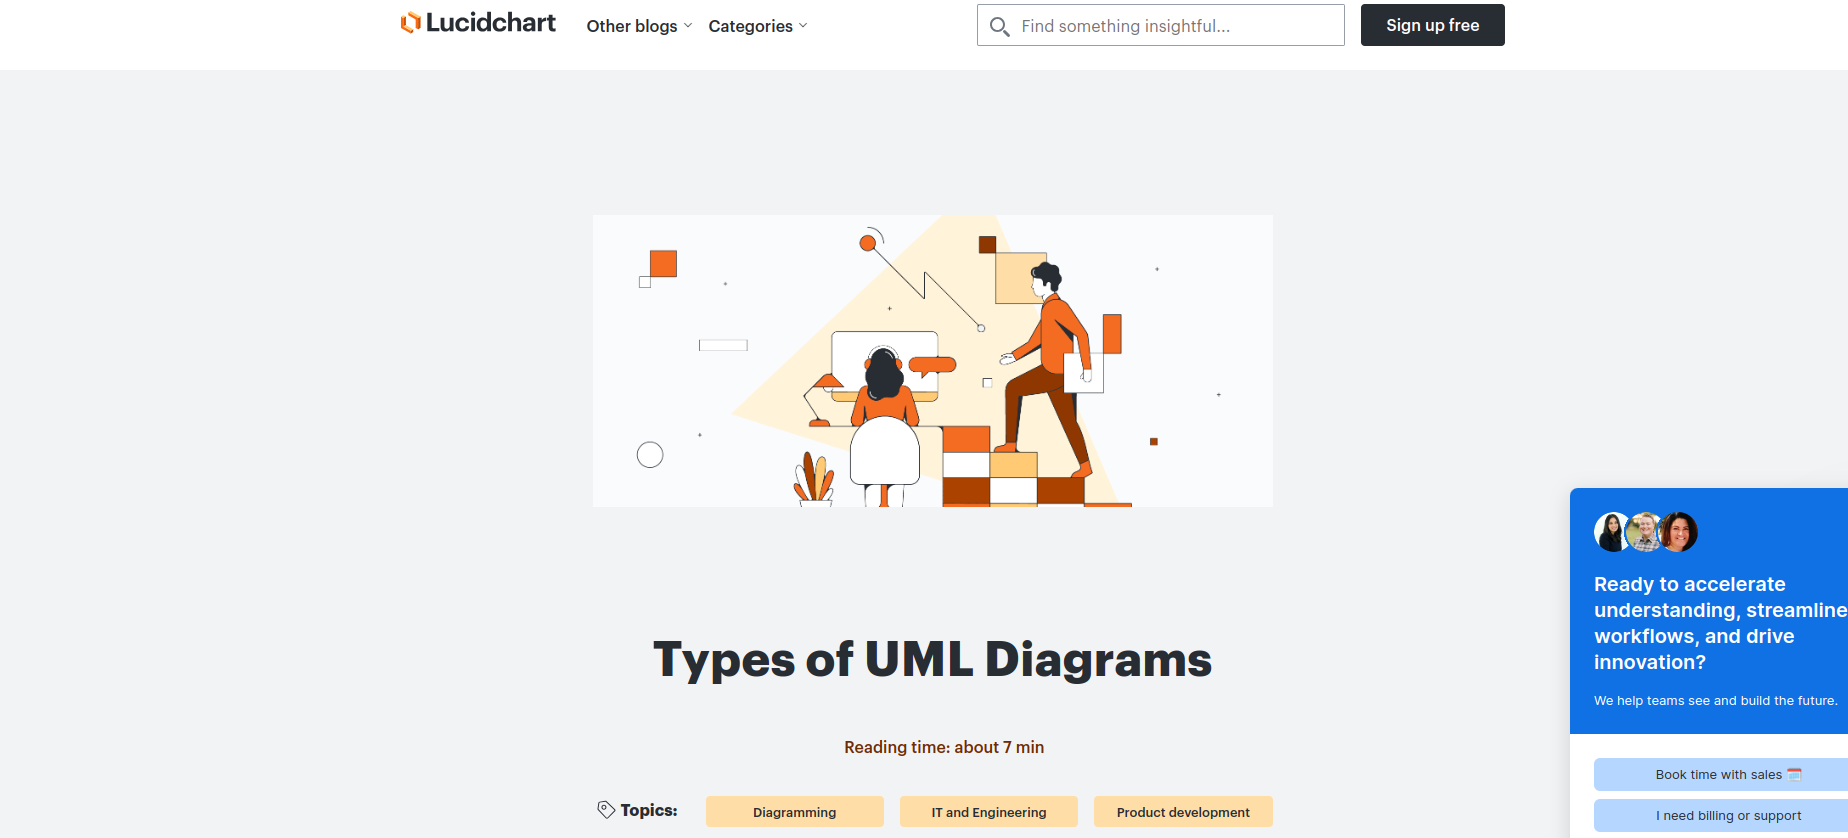 Lucidchart
Other blogs
Categories
Find something insightful...
Sign up free
Types of UML Diagrams
Reading time: about 7 min
Topics:
Diagramming
IT and Engineering
Product development
Ready to accelerate
understanding, streamline
workflows, and drive
innovation?
We help teams see and build the future.
Book time with sales 🗓️
I need billing or support